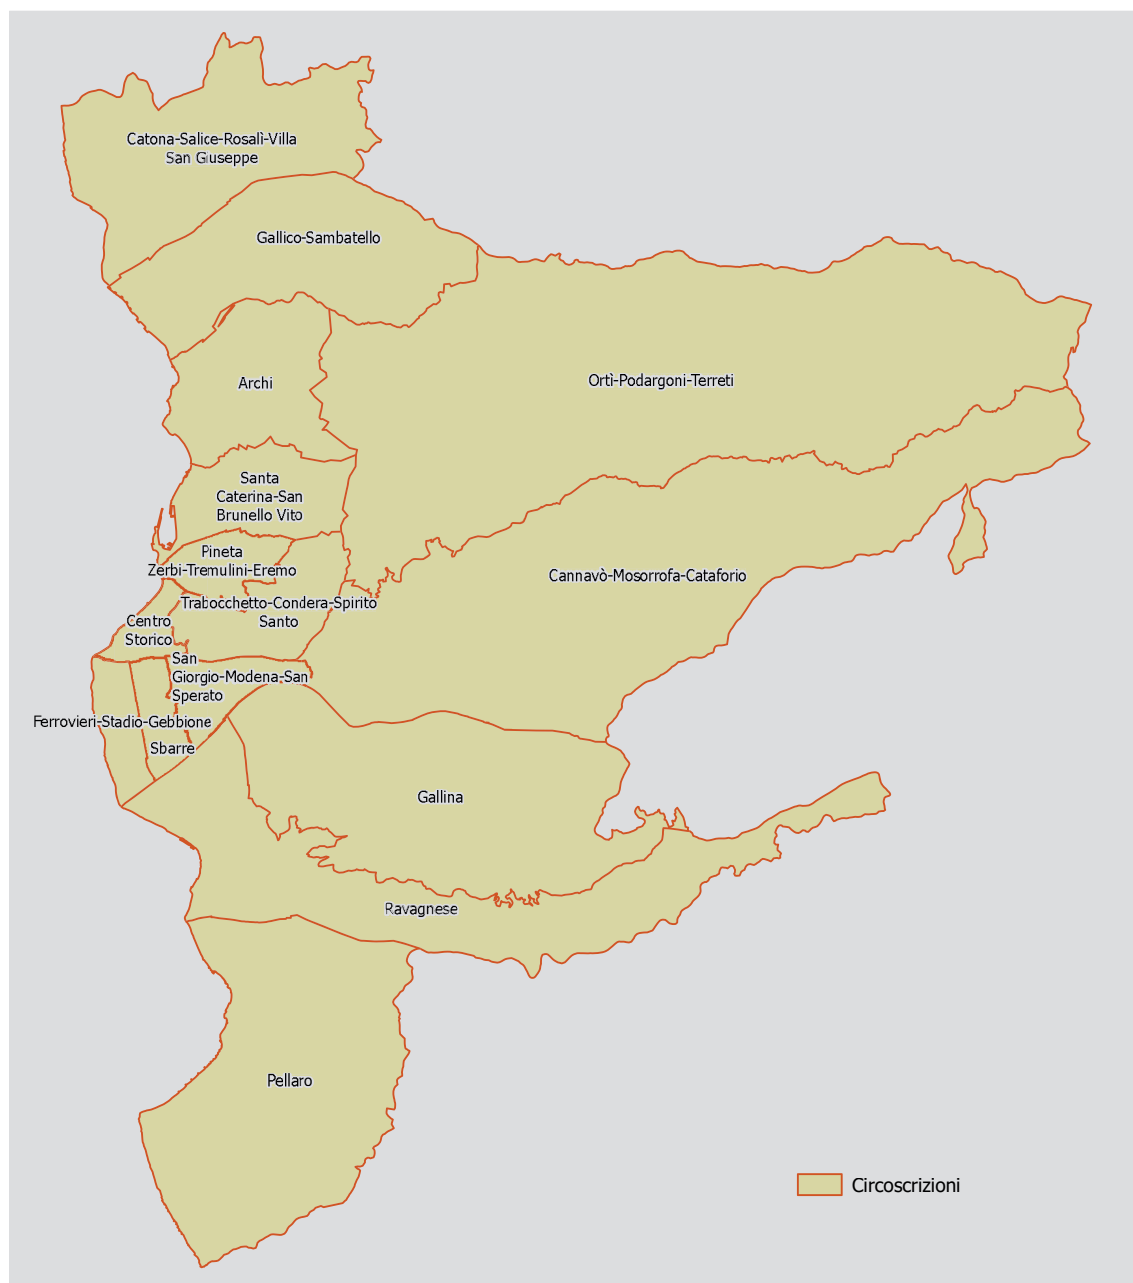 Catona-Salice-Rosalì-Villa
San Giuseppe
Gallico-Sambatello
Archi
Ortì-Podargoni-Terreti
Santa
Caterina-San
Brunello Vito
Pineta
Zerbi-Tremulini-Eremo
Cannavò-Mosorrofa-Cataforio
Trabocchetto-Condera-Spirito
Santo
Centro
Storico
San
Giorgio-Modena-San
Sperato
Ferrovieri-Stadio-Gebbione
Sbarre
Gallina
Ravagnese
Pellaro
Circoscrizioni